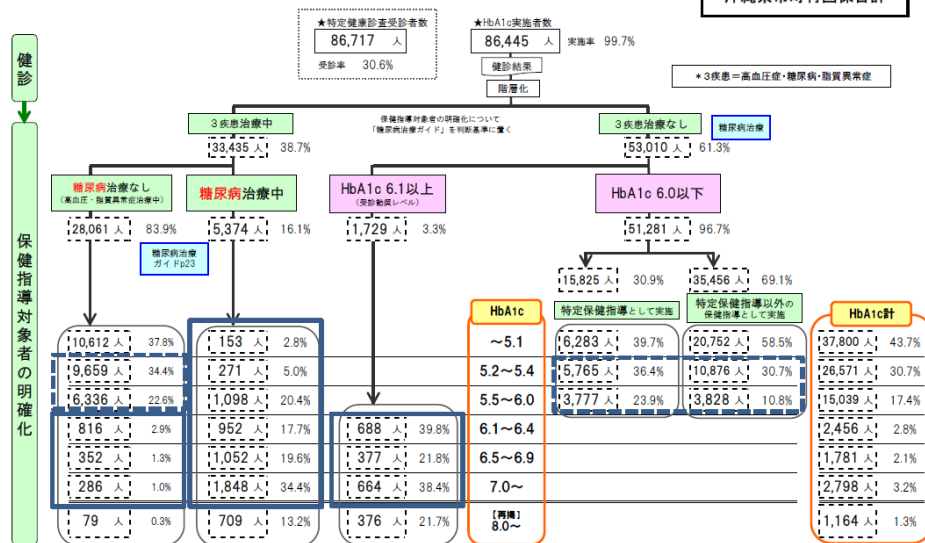 ★特定健康診査受診者数
86,717 人
受診率 30.6%
★HbA1c実施者数
86,445 人 実施率 99.7%
健診結果
階層化
*3疾患=高血圧症・糖尿病・脂質異常症
健診
保健指導対象者の明確化
保健指導対象者の明確化について
「糖尿病治療ガイド」を判断基準に置く
3疾患治療中
33,435 人 38.7%
3疾患治療なし
53,010 人 61.3%
糖尿病治療
糖尿病治療なし
(高血圧・脂質異常症治療中)
28,061 人 83.9%
糖尿病治療中
5,374 人 16.1%
HbA1c 6.1以上
(受診勧奨レベル)
1,729 人 3.3%
HbA1c 6.0以下
51,281 人 96.7%
糖尿病治療
ガイドp23
15,825 人 30.9%
35,456 人 69.1%
特定保健指導として実施
特定保健指導以外の
保健指導として実施
HbA1c
HbA1c計
10,612 人 37.8% 153 人 2.8% ～5.1 6,283 人 39.7% 20,752 人 58.5% 37,800 人 43.7%
9,659 人 34.4% 271 人 5.0% 5.2～5.4 5,765 人 36.4% 10,876 人 30.7% 26,571 人 30.7%
6,336 人 22.6% 1,098 人 20.4% 5.5～6.0 3,777 人 23.9% 3,828 人 10.8% 15,039 人 17.4%
816 人 2.9% 952 人 17.7% 688 人 39.8% 6.1～6.4 2,456 人 2.8%
352 人 1.3% 1,052 人 19.6% 377 人 21.8% 6.5～6.9 1,781 人 2.1%
286 人 1.0% 1,848 人 34.4% 664 人 38.4% 7.0～ 2,798 人 3.2%
79 人 0.3% 709 人 13.2% 376 人 21.7% 【再掲】 8.0～ 1,164 人 1.3%